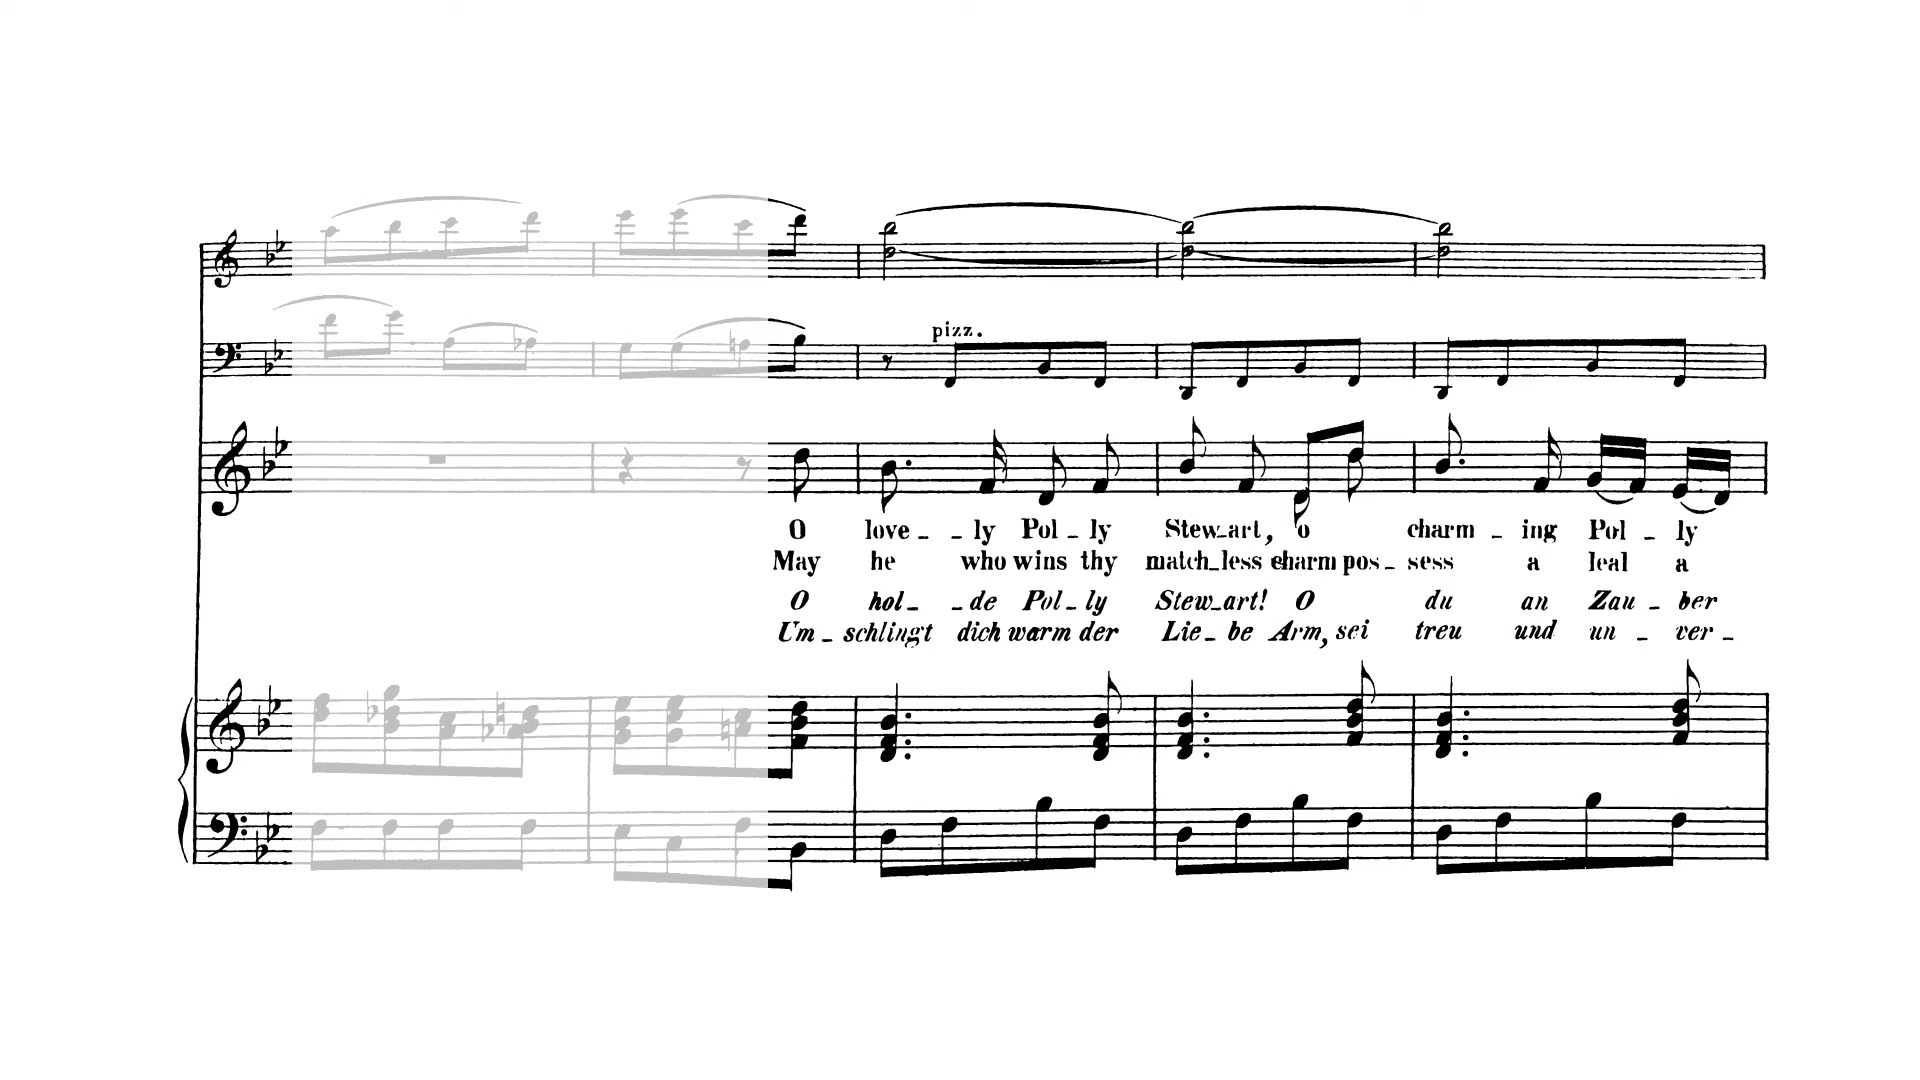 pizz.
O love - - ly Pol - ly Stew - art, o charm - ing Pol - ly
May he who wins thy match - less charm pos - sess a leal a
O hol - - de Pol - ly Stew - art! O du an Zau - ber
Um - schlingt dich warm der Lie - be Arm, sei treu und un - ver -